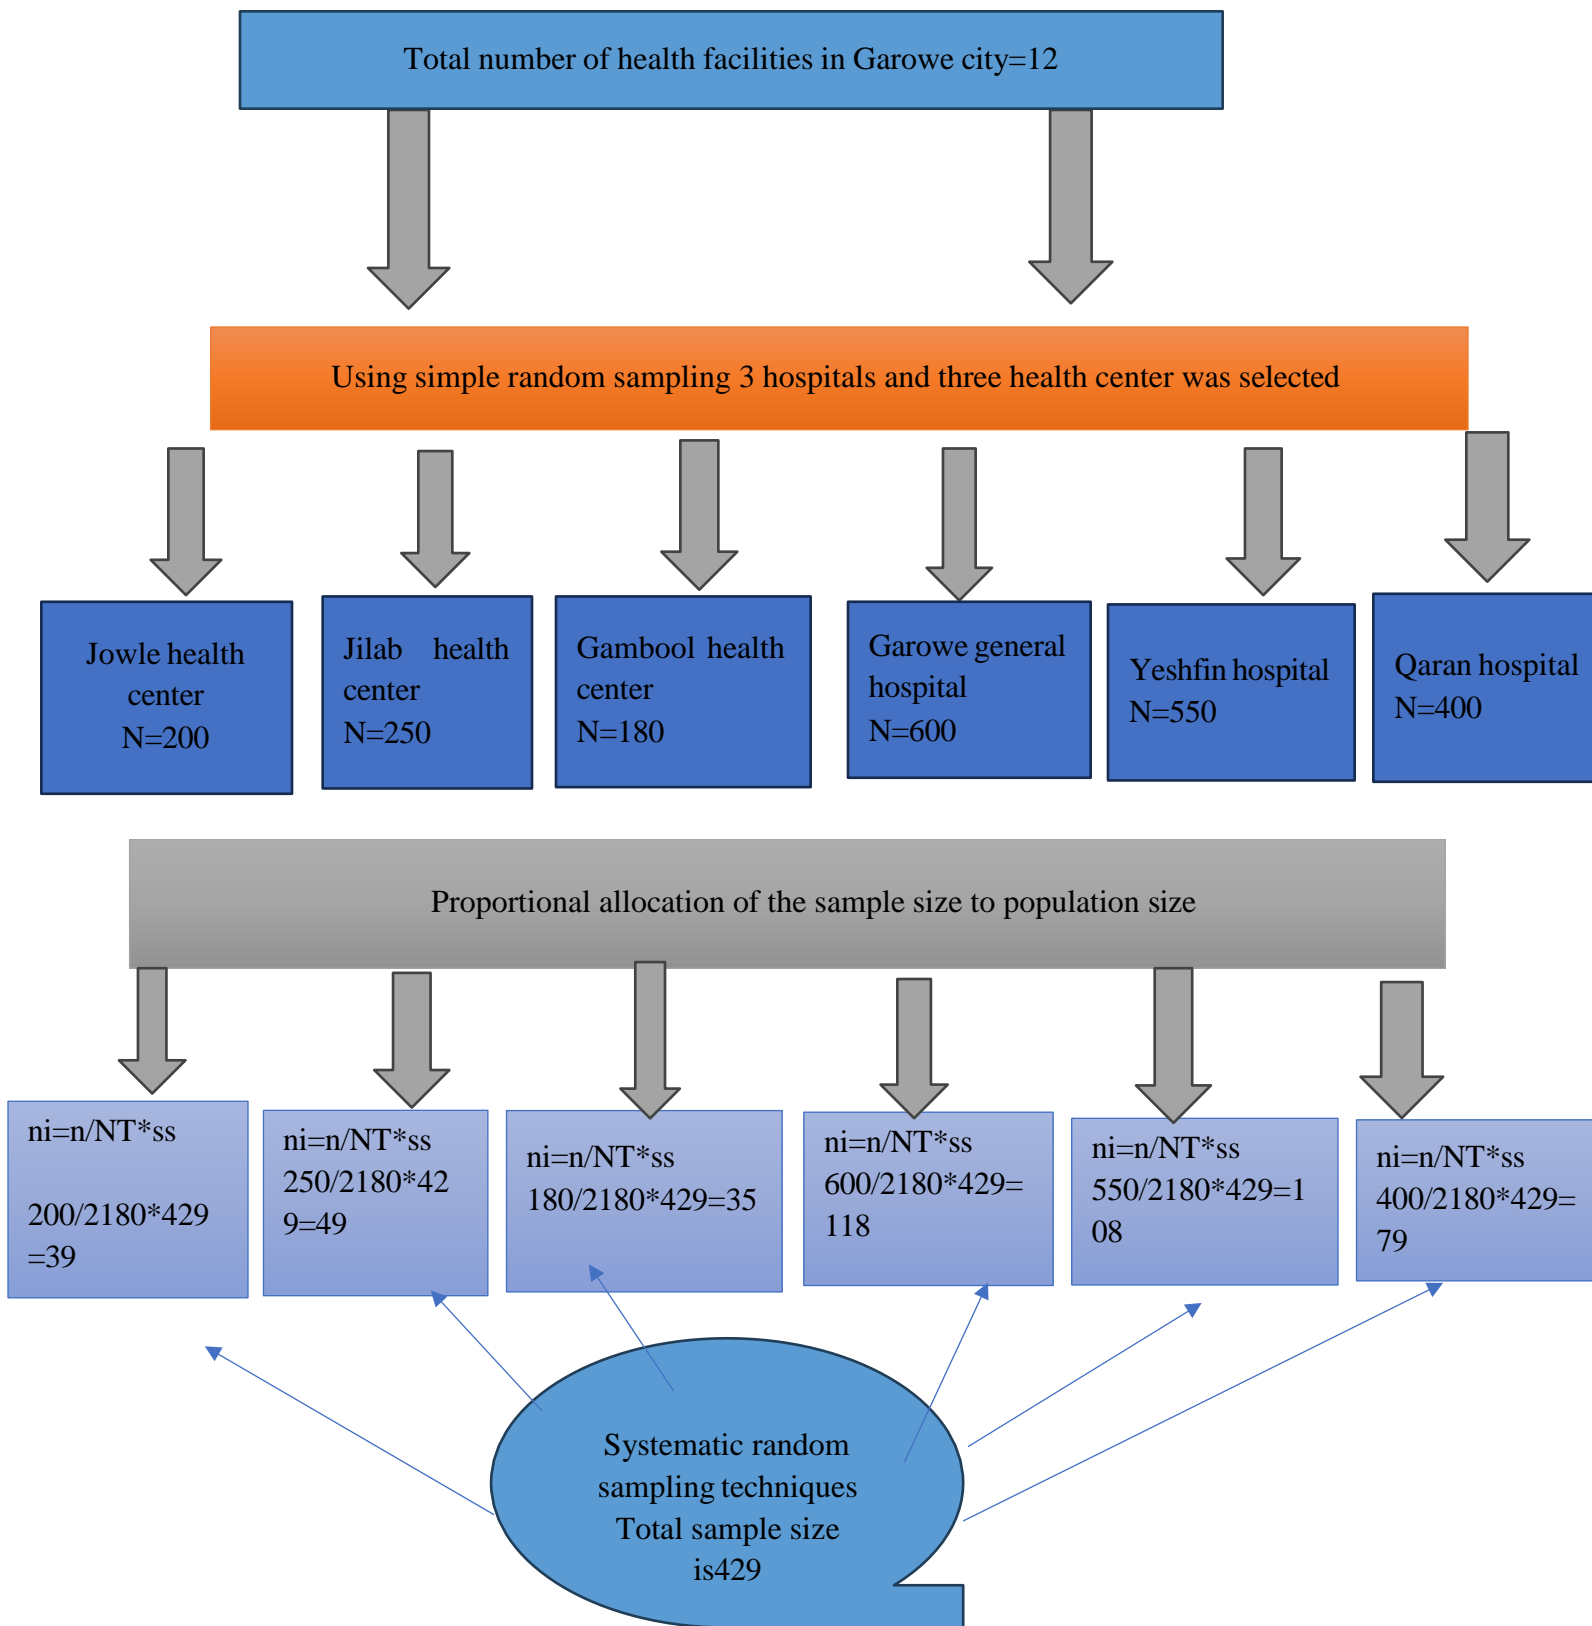 Total number of health facilities in Garowe city=12
Using simple random sampling 3 hospitals and three health center was selected
Jowle health
center
N=200
Jilab health
center
N=250
Gambool health
center
N=180
Garowe general
hospital
N=600
Yeshfin hospital
N=550
Qaran hospital
N=400
Proportional allocation of the sample size to population size
ni=n/NT*ss
200/2180*429
=39
ni=n/NT*ss
250/2180*42
9=49
ni=n/NT*ss
180/2180*429=35
ni=n/NT*ss
600/2180*429=
118
ni=n/NT*ss
550/2180*429=1
08
ni=n/NT*ss
400/2180*429=
79
Systematic random
sampling techniques
Total sample size
is429